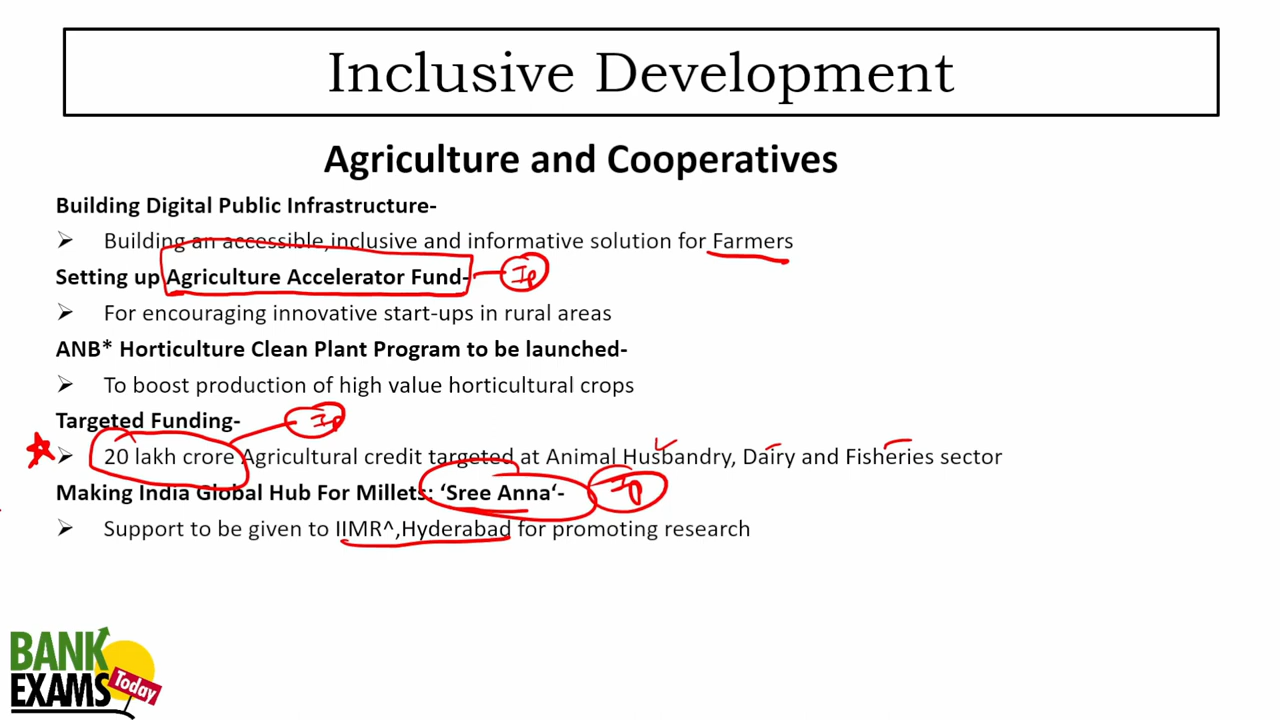 Inclusive Development
Agriculture and Cooperatives
Building Digital Public Infrastructure-
➢ Building an accessible,inclusive and informative solution for Farmers
Setting up Agriculture Accelerator Fund- Ip
➢ For encouraging innovative start-ups in rural areas
ANB* Horticulture Clean Plant Program to be launched-
➢ To boost production of high value horticultural crops
Targeted Funding- Ip
➢ 20 lakh crore Agricultural credit targeted at Animal Husbandry, Dairy and Fisheries sector
Making India Global Hub For Millets: ‘Sree Anna‘- Ip
➢ Support to be given to IIMR^,Hyderabad for promoting research
BANK
EXAMS
Today